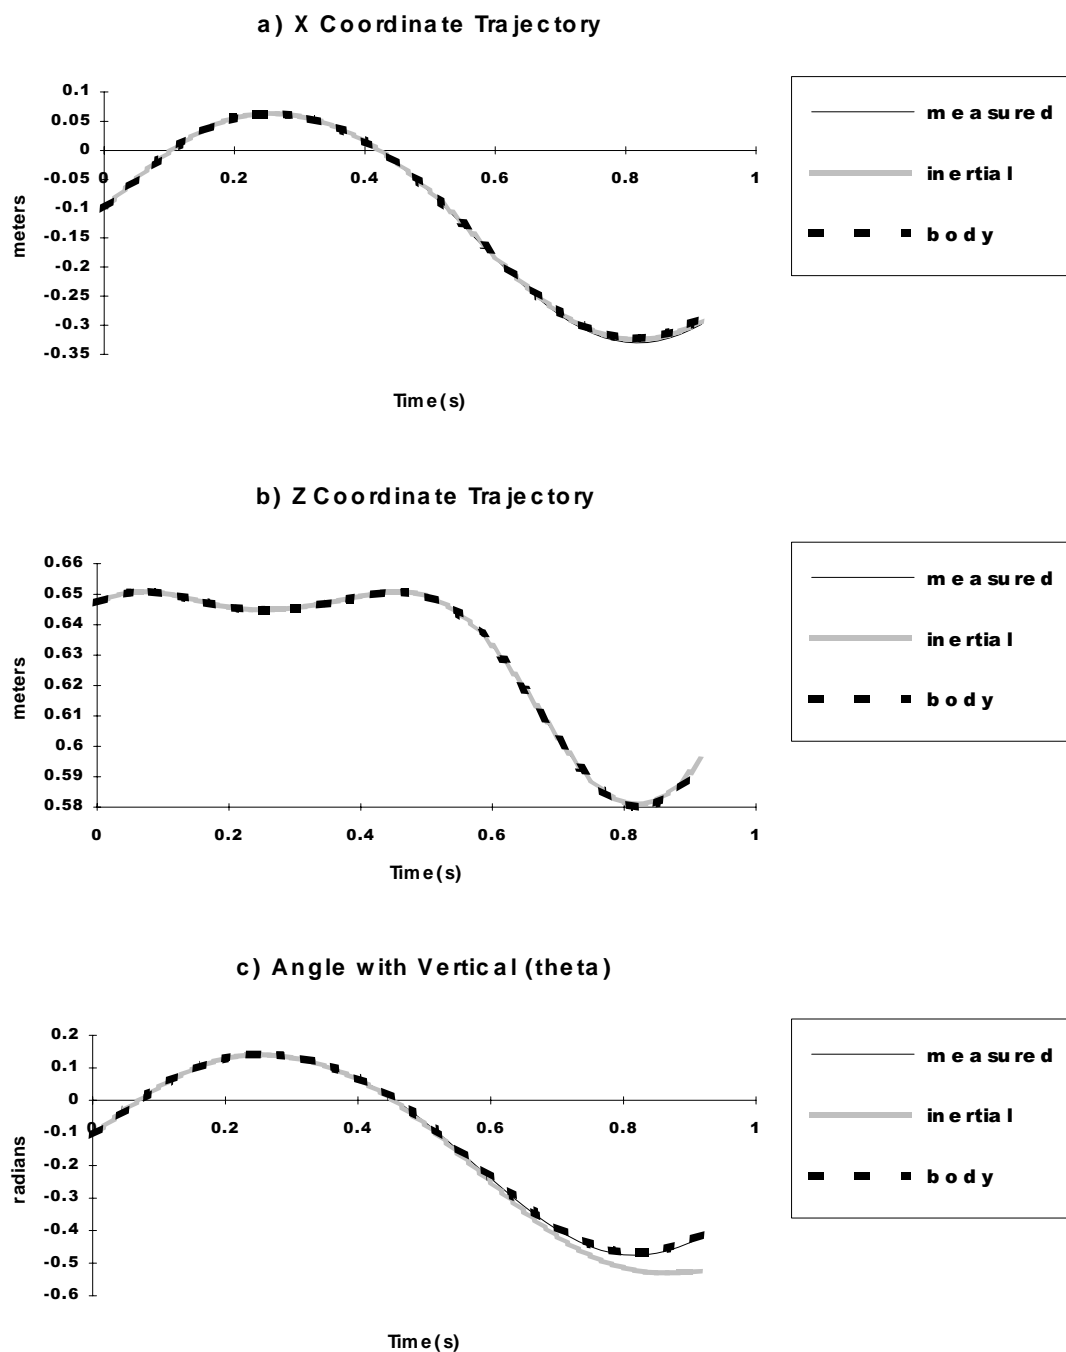 a) X Coordinate Trajectory
0.1
0.05
0
-0.05
-0.1
-0.15
-0.2
-0.25
-0.3
-0.35
0 0.2 0.4 0.6 0.8 1
meters
Time(s)
measured
inertial
body
b) Z Coordinate Trajectory
0.66
0.65
0.64
0.63
0.62
0.61
0.6
0.59
0.58
0 0.2 0.4 0.6 0.8 1
meters
Time(s)
measured
inertial
body
c) Angle with Vertical (theta)
0.2
0.1
0
-0.1
-0.2
-0.3
-0.4
-0.5
-0.6
0 0.2 0.4 0.6 0.8 1
radians
Time(s)
measured
inertial
body